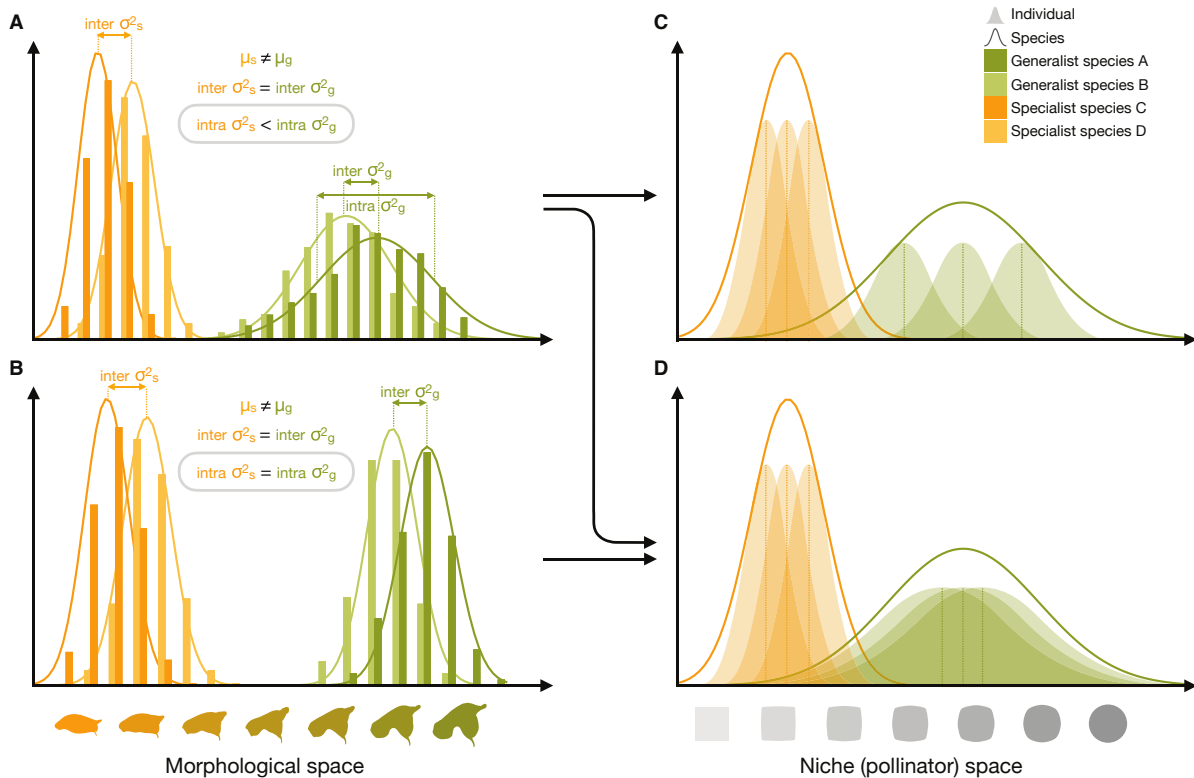 A
inter σ²s
μs ≠ μg
inter σ²s = inter σ²g
intra σ²s < intra σ²g
inter σ²g
intra σ²g
C
Individual
Species
Generalist species A
Generalist species B
Specialist species C
Specialist species D
B
inter σ²s
μs ≠ μg
inter σ²s = inter σ²g
intra σ²s = intra σ²g
inter σ²g
D
Morphological space
Niche (pollinator) space